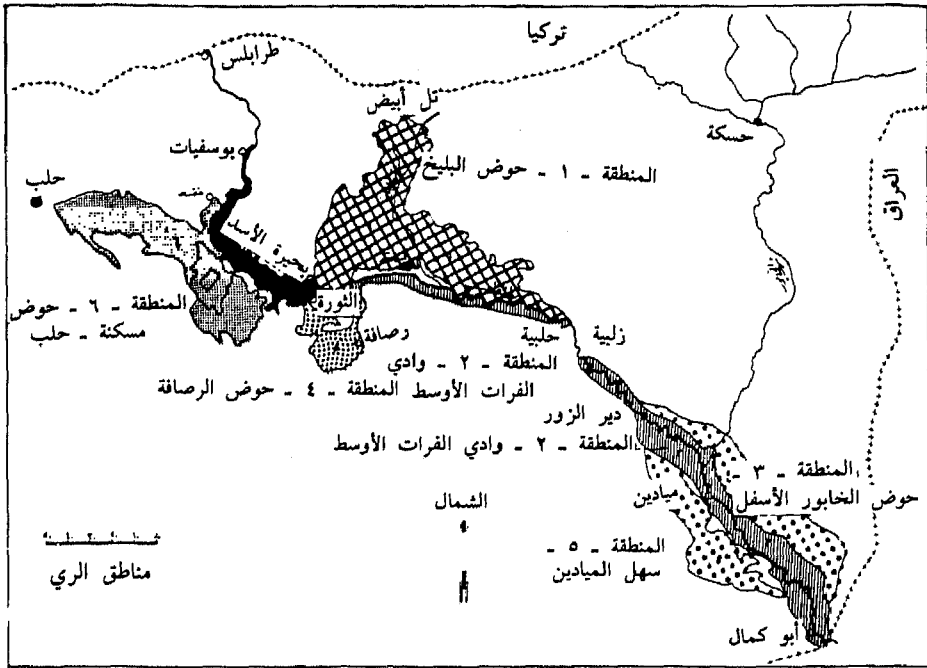 تركيا
طرابلس
تل أبيض
يوسفيات
حسكة
حلب
المنطقة - ١ - حوض البليخ
العراق
بحيرة الأسد
المنطقة - ٦ - حوض
مسكنة - حلب
الثورة
رصافة
حلبية
زلبية
المنطقة - ٢ - وادي
الفرات الأوسط
المنطقة - ٤ - حوض الرصافة
دير الزور
المنطقة - ٢ - وادي الفرات الأوسط
المنطقة - ٣ -
حوض الخابور الأسفل
ميادين
الشمال
المنطقة - ٥ -
سهل الميادين
مناطق الري
أبو كمال